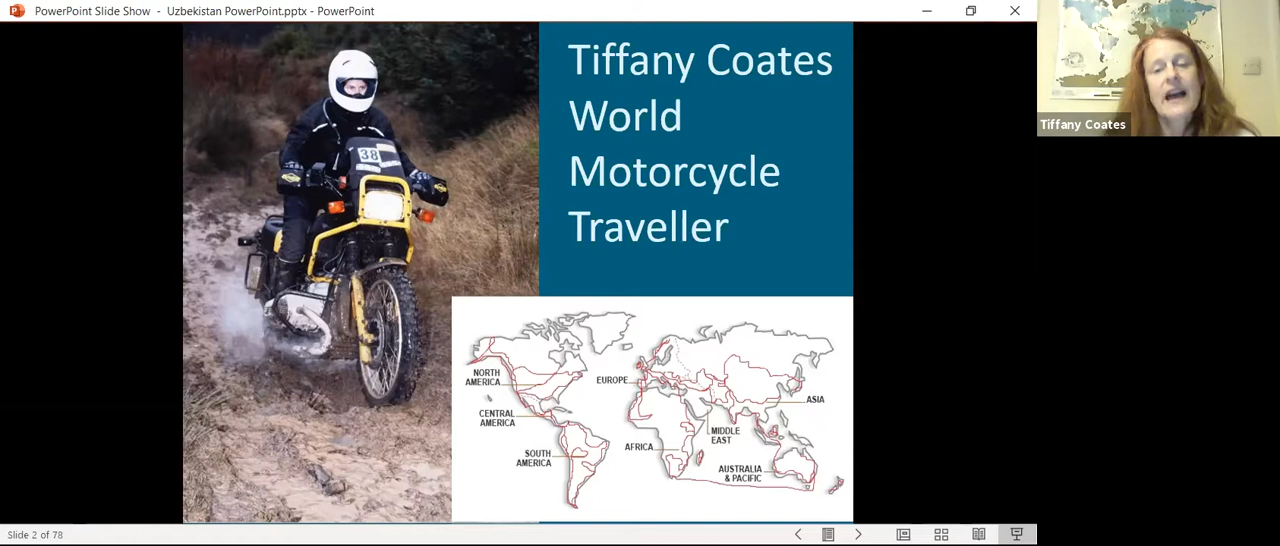 PowerPoint Slide Show - Uzbekistan PowerPoint.pptx - PowerPoint
Tiffany Coates
World
Motorcycle
Traveller
38
NORTH
AMERICA
CENTRAL
AMERICA
SOUTH
AMERICA
EUROPE
AFRICA
MIDDLE
EAST
ASIA
AUSTRALIA
& PACIFIC
Tiffany Coates
Slide 2 of 78